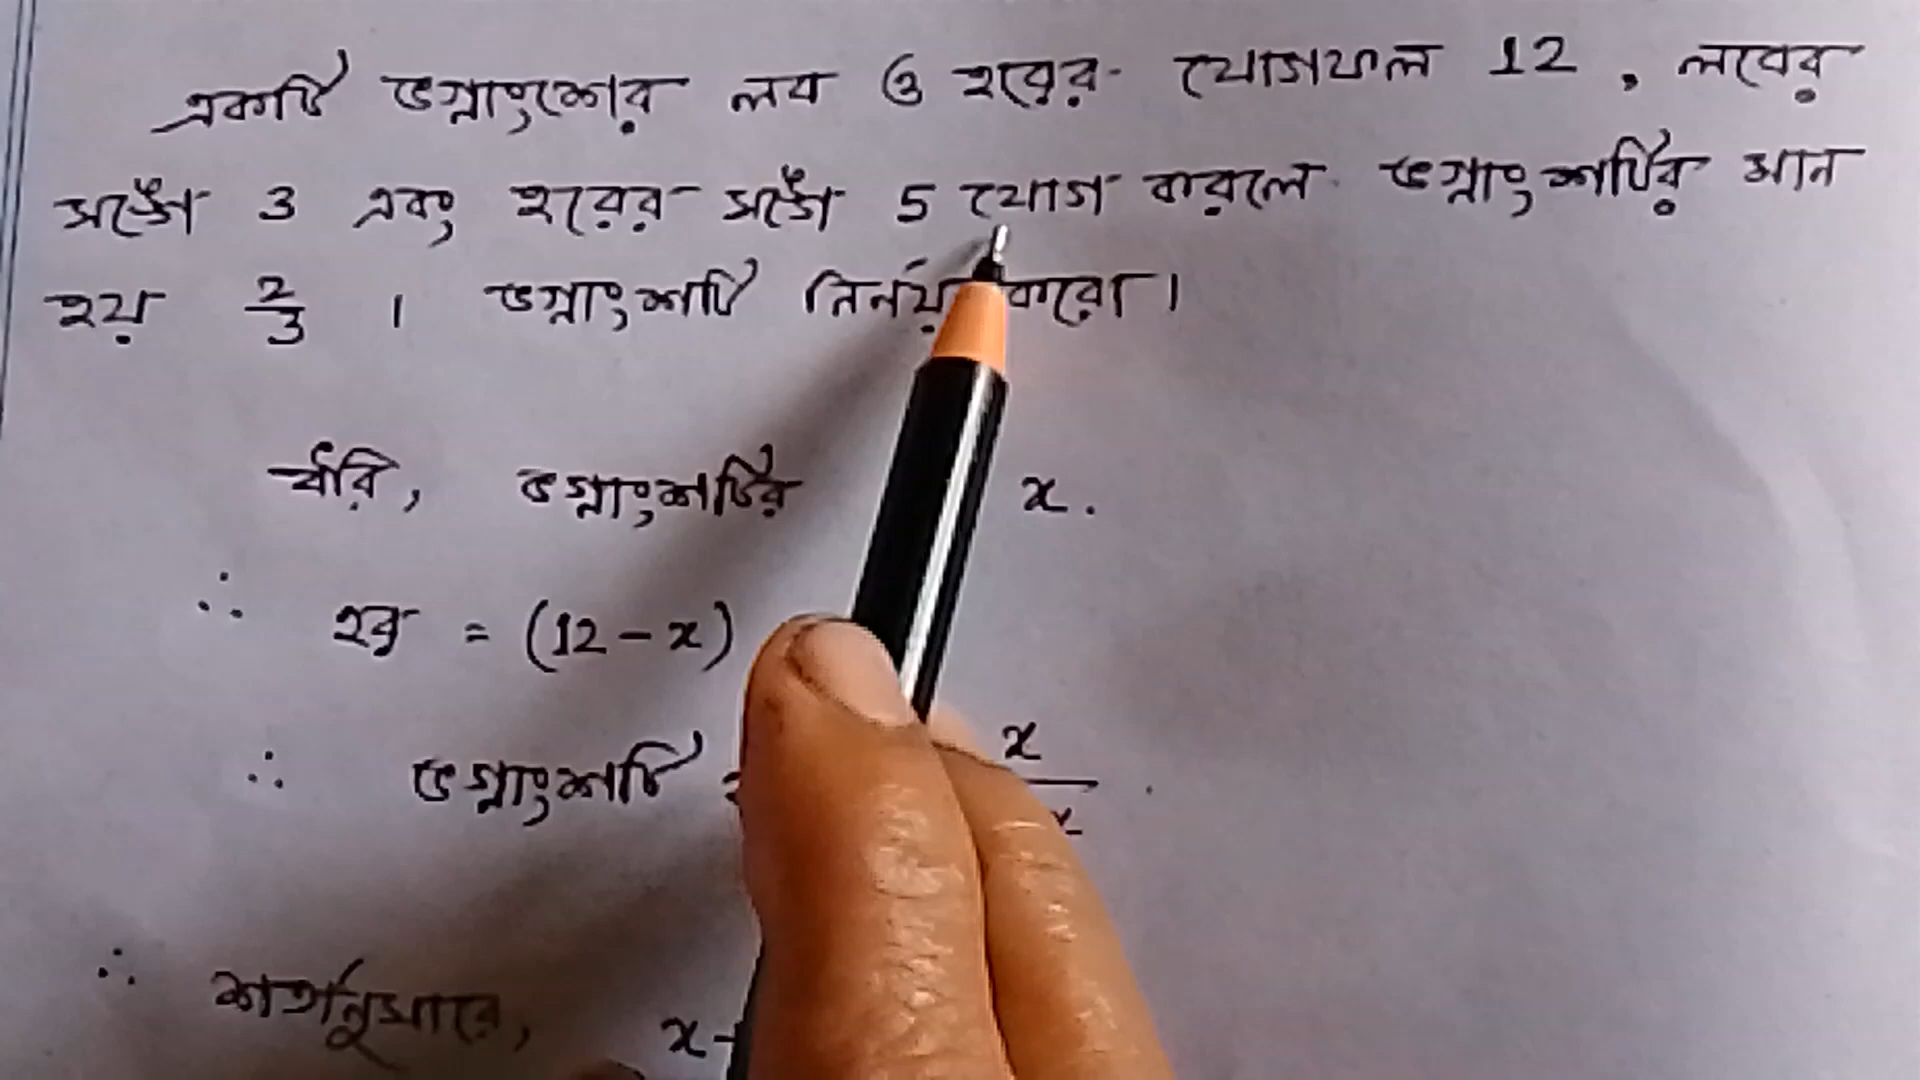 একটি ভগ্নাংশের লব ও হরের যোগফল 12, লবের
সঙ্গে 3 এবং হরের সঙ্গে 5 যোগ করলে ভগ্নাংশটির মান
হয় 2/3 । ভগ্নাংশটি নির্নয় করো।
ধরি, ভগ্নাংশটির x.
∴ হর = (12 - x)
∴ ভগ্নাংশটি = x
x
∴ শর্তানুসারে, x